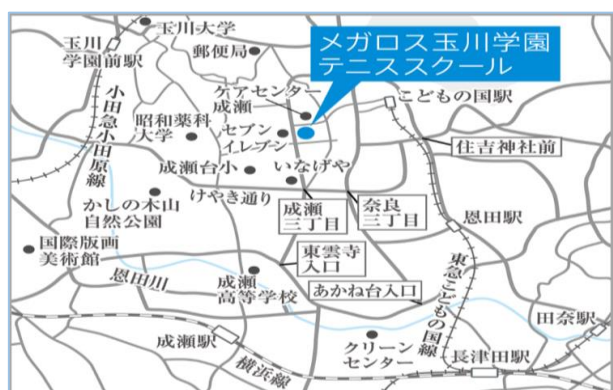 玉川大学
玉川
学園前駅
郵便局
メガロス玉川学園
テニススクール
ケアセンター
成瀬
こどもの国駅
小田急小田原線
昭和薬科
大学
セブン
イレブン
住吉神社前
成瀬台小
いなげや
かしの木山
自然公園
けやき通り
成瀬
三丁目
奈良
三丁目
恩田駅
国際版画
美術館
東雲寺
入口
恩田川
成瀬
高等学校
あかね台入口
東急こどもの国線
田奈駅
成瀬駅
横浜線
クリーン
センター
長津田駅